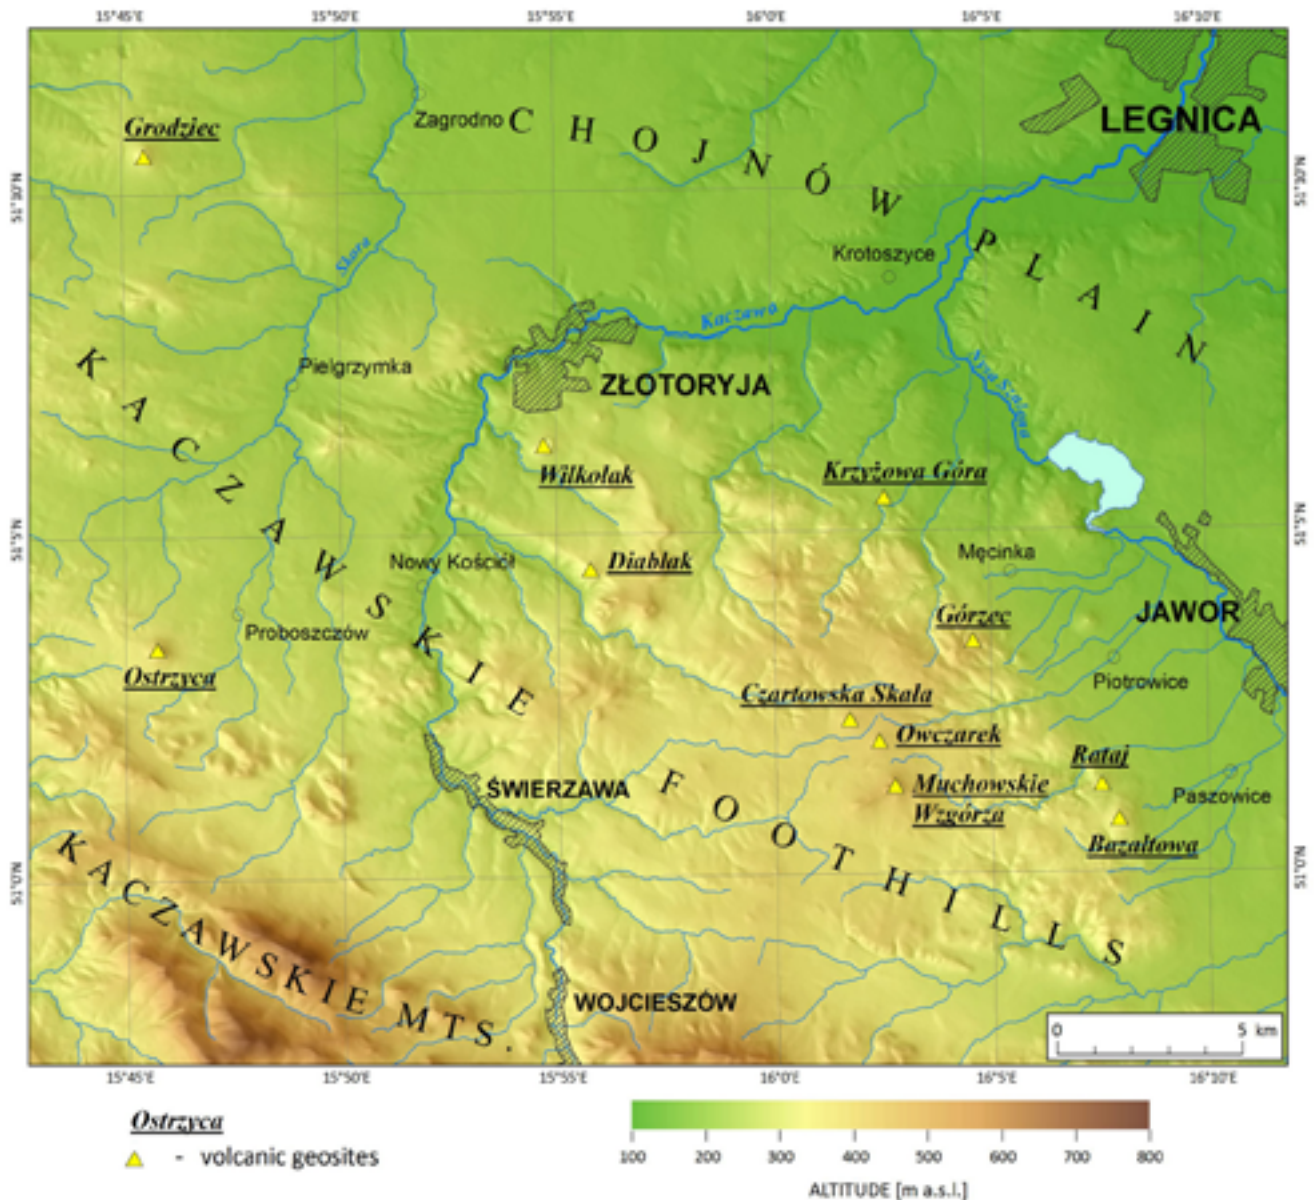 15°45'E 15°50'E 15°55'E 16°0'E 16°5'E 16°10'E
LEGNICA
Zagrodno
CHOJNÓW
PLAIN
Grodziec
51°10'N
51°10'N
Skora
Krotoszyce
Kaczawa
Pielgrzymka
ZŁOTORYJA
KACZAWSKIE
FOOTHILLS
Wilkołak
Krzyżowa Góra
51°5'N
51°5'N
Nowy Kościół
Diablak
Męcinka
Górzec
JAWOR
Proboszczów
Ostrzyca
Piotrowice
Czartowska Skała
Owczarek
Rataj
ŚWIERZAWA
Muchowskie
Wzgórza
Paszowice
Bazaltowa
51°0'N
51°0'N
KACZAWSKIE MTS.
WOJCIESZÓW
0 5 km
15°45'E 15°50'E 15°55'E 16°0'E 16°5'E 16°10'E
Ostrzyca
- volcanic geosites
100 200 300 400 500 600 700 800
ALTITUDE [m a.s.l.]